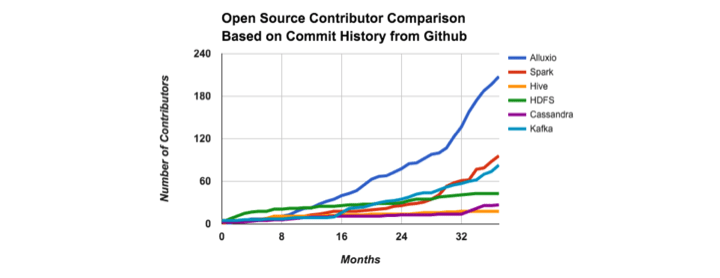 Open Source Contributor Comparison
Based on Commit History from Github
Number of Contributors
240
180
120
60
0
0 8 16 24 32
Months
Alluxio
Spark
Hive
HDFS
Cassandra
Kafka